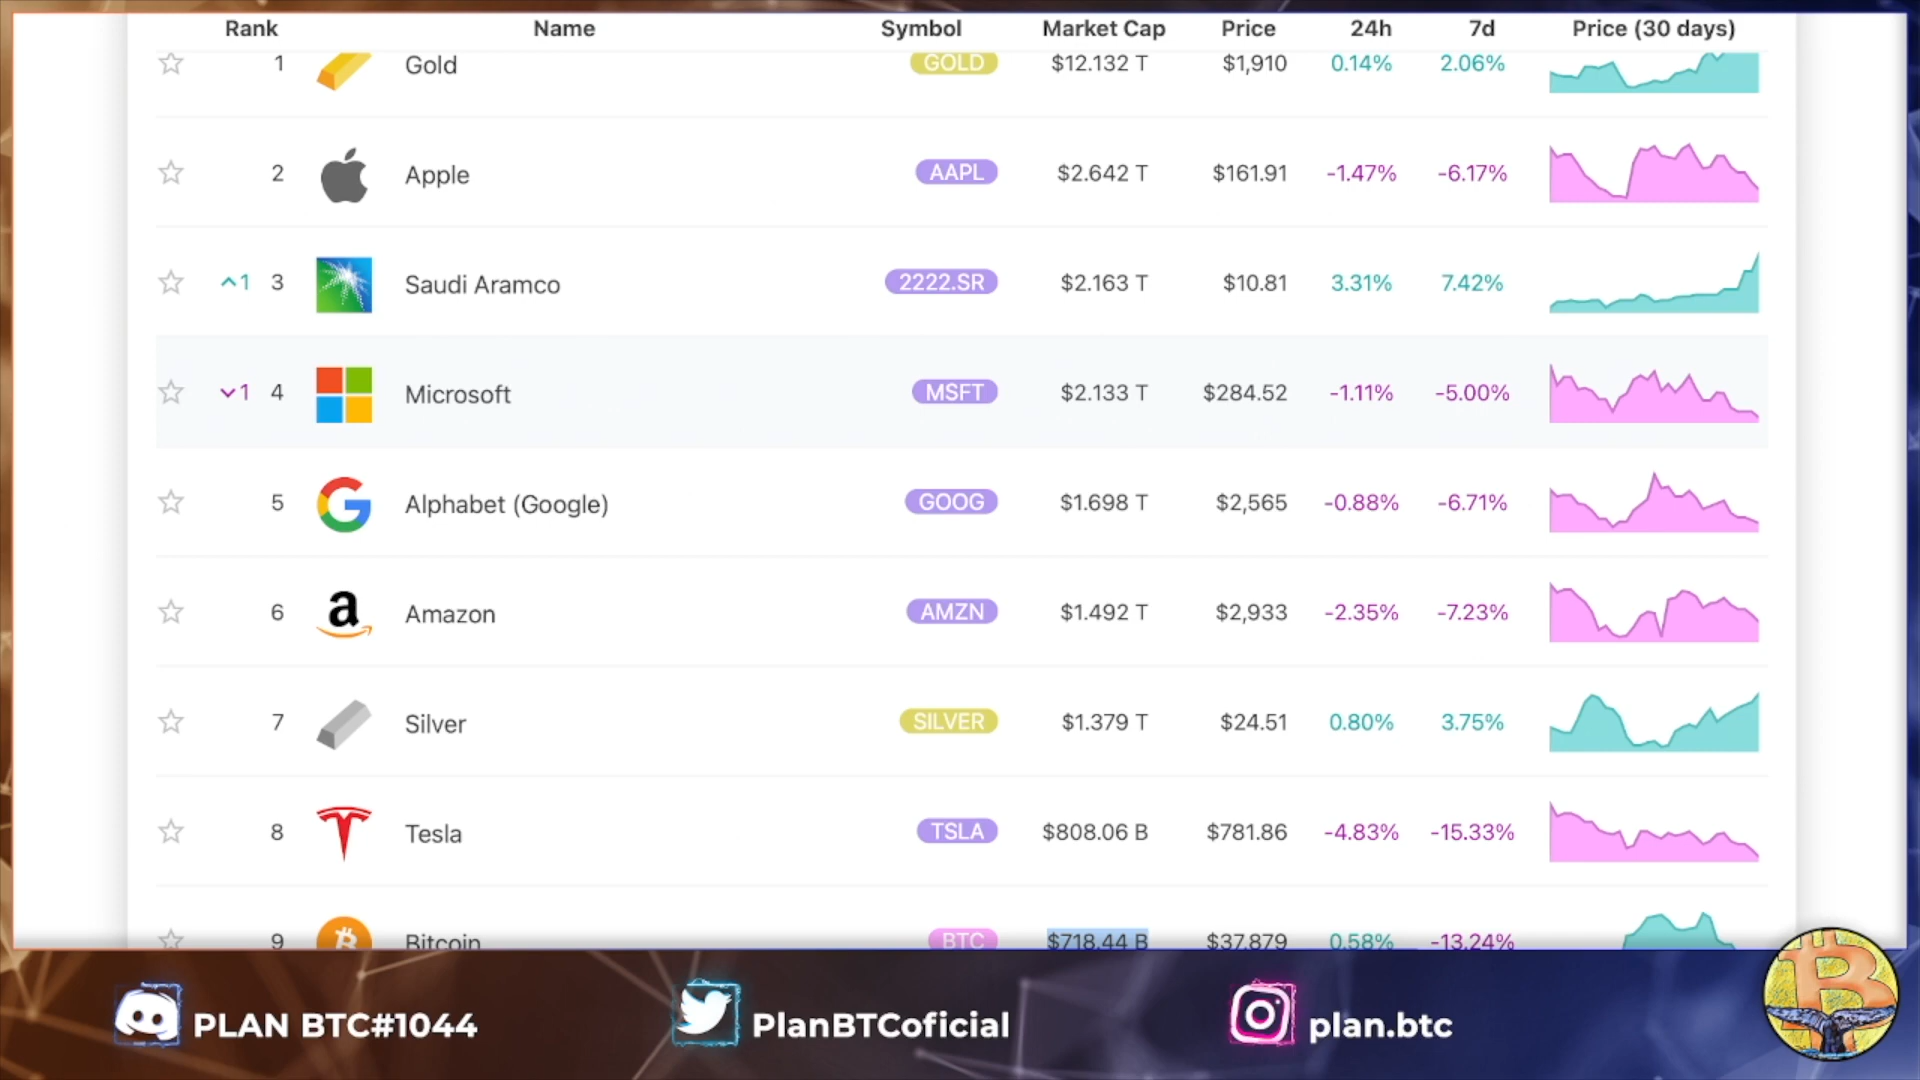 Rank Name Symbol Market Cap Price 24h 7d Price (30 days)
1 Gold GOLD $12.132 T $1,910 0.14% 2.06%
2 Apple AAPL $2.642 T $161.91 -1.47% -6.17%
1 3 Saudi Aramco 2222.SR $2.163 T $10.81 3.31% 7.42%
1 4 Microsoft MSFT $2.133 T $284.52 -1.11% -5.00%
5 Alphabet (Google) GOOG $1.698 T $2,565 -0.88% -6.71%
6 Amazon AMZN $1.492 T $2,933 -2.35% -7.23%
7 Silver SILVER $1.379 T $24.51 0.80% 3.75%
8 Tesla TSLA $808.06 B $781.86 -4.83% -15.33%
9 Bitcoin BTC $718.44 B $37,879 0.58% -13.24%
PLAN BTC#1044 PlanBTCoficial plan.btc